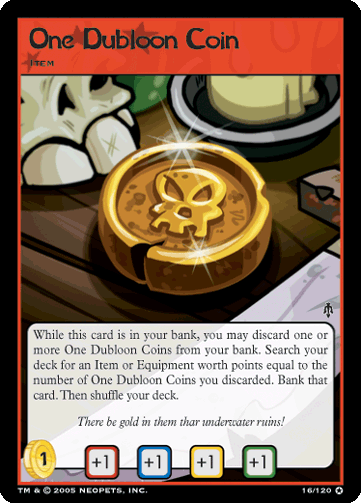 One Dubloon Coin
Item
While this card is in your bank, you may discard one or
more One Dubloon Coins from your bank. Search your
deck for an Item or Equipment worth points equal to the
number of One Dubloon Coins you discarded. Bank that
card. Then shuffle your deck.
There be gold in them thar underwater ruins!
1 +1 +1 +1 +1
TM & © 2005 NEOPETS, INC. 16/120